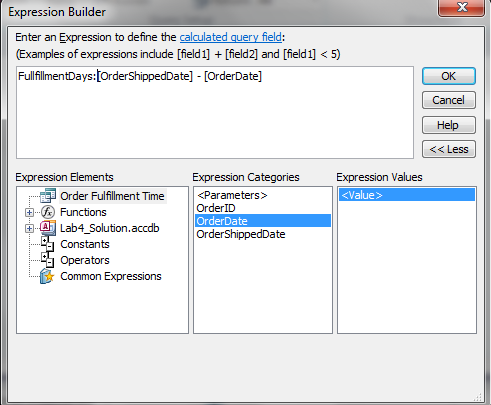 Expression Builder
Enter an Expression to define the calculated query field:
(Examples of expressions include [field1] + [field2] and [field1] < 5)
FullfillmentDays:[OrderShippedDate] - [OrderDate]
OK
Cancel
Help
<< Less
Expression Elements
Order Fulfillment Time
Functions
Lab4_Solution.accdb
Constants
Operators
Common Expressions
Expression Categories
<Parameters>
OrderID
OrderDate
OrderShippedDate
Expression Values
<Value>